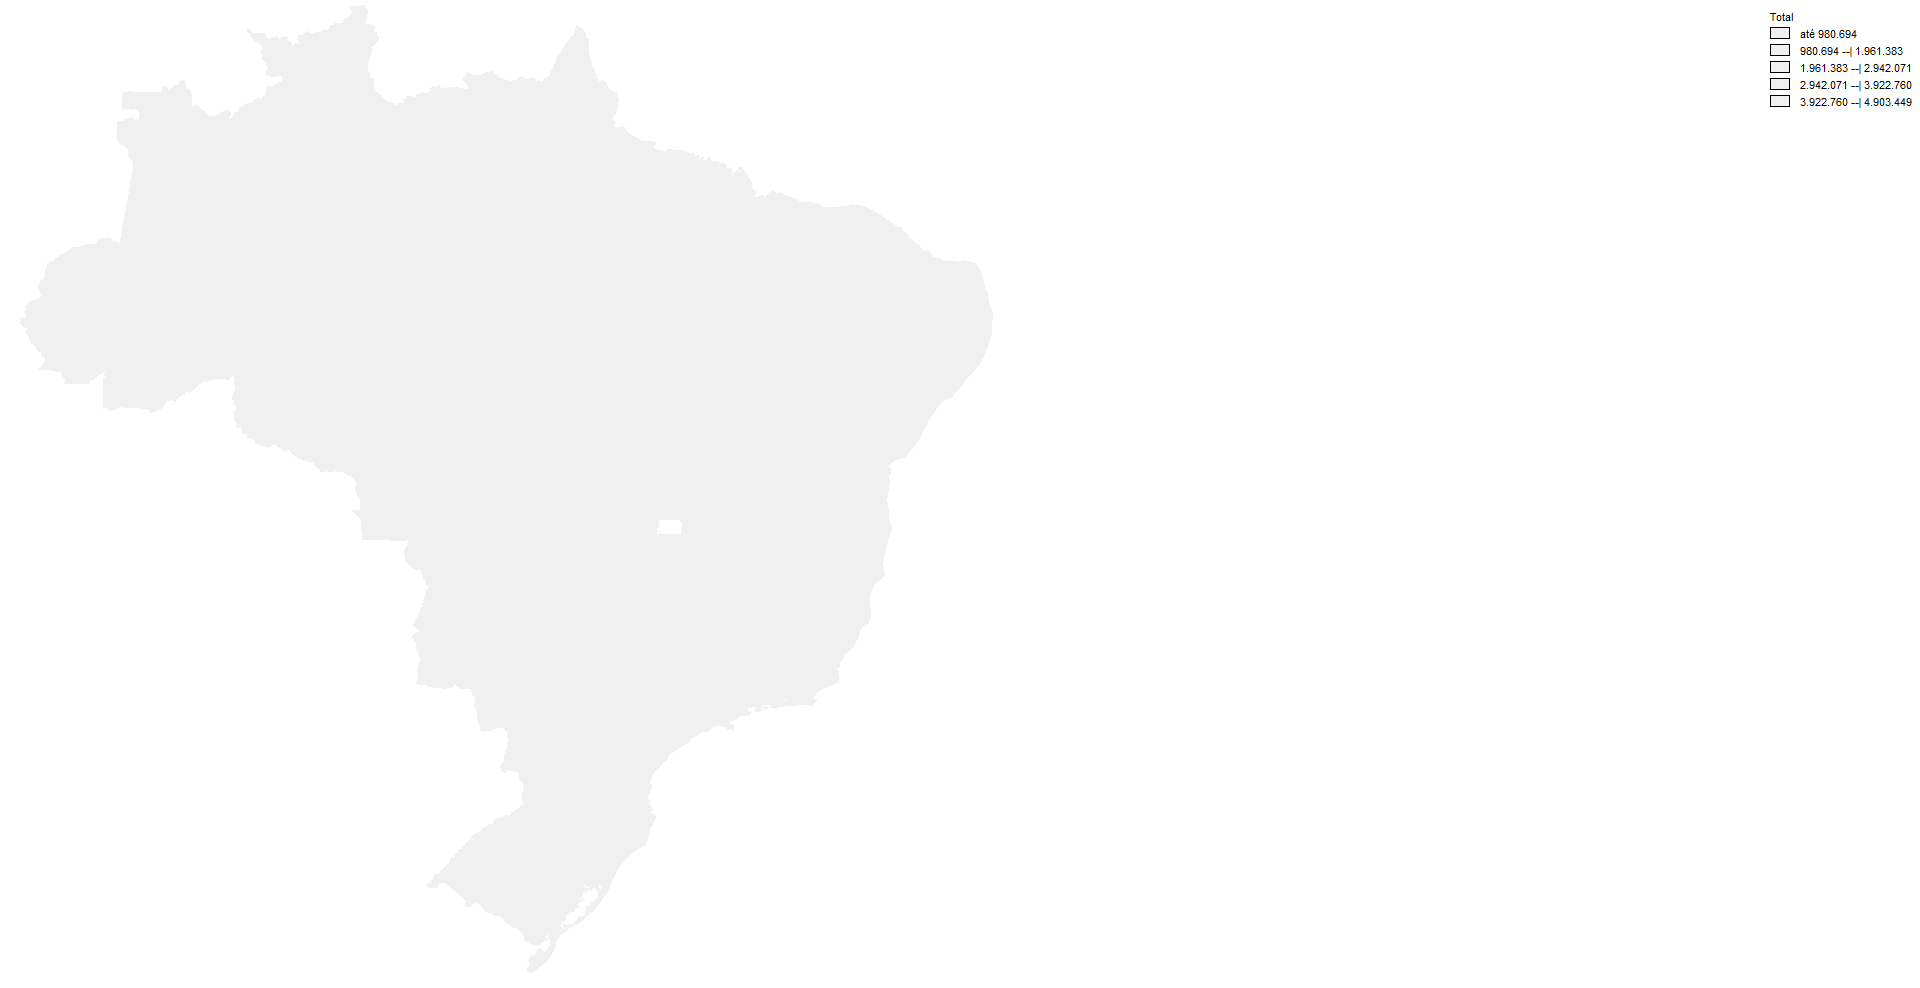 Total
até 980.694
980.694 --| 1.961.383
1.961.383 --| 2.942.071
2.942.071 --| 3.922.760
3.922.760 --| 4.903.449